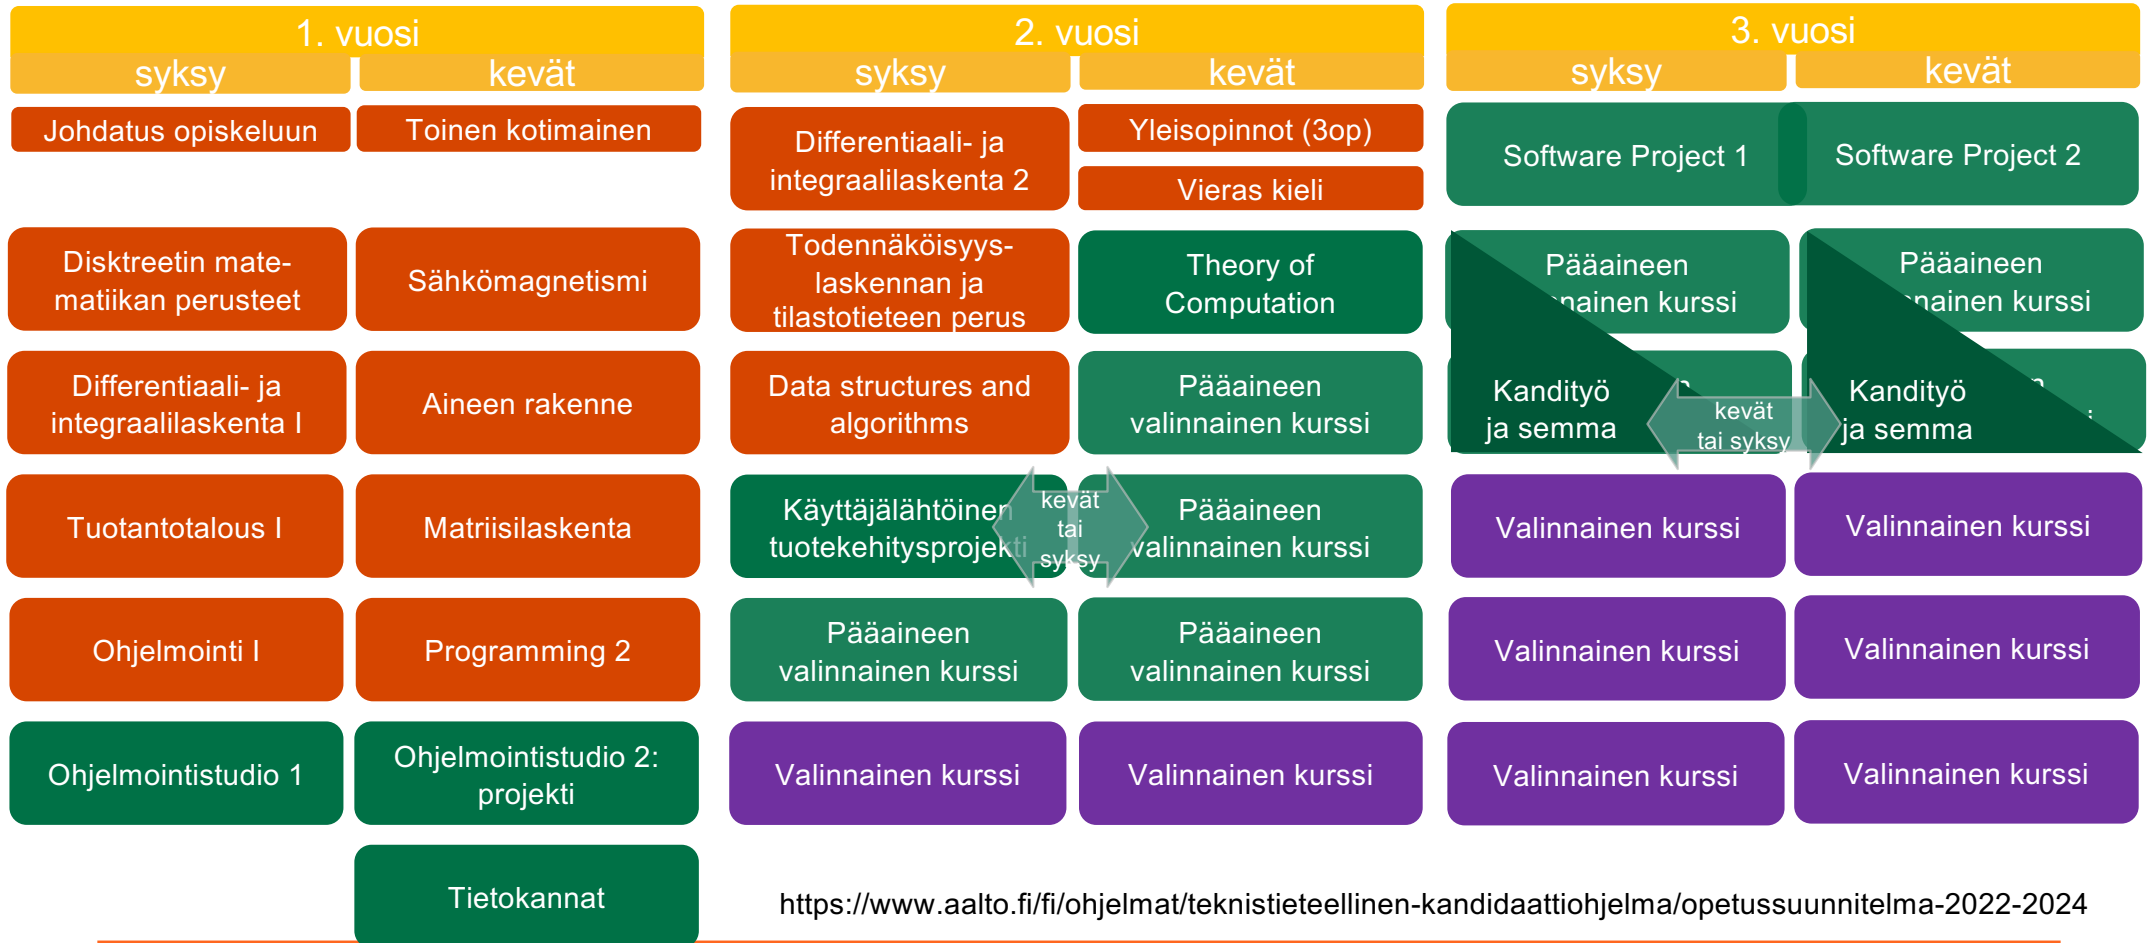 1. vuosi
syksy
kevät
Johdatus opiskeluun
Toinen kotimainen
Disktreetin mate-
matiikan perusteet
Sähkömagnetismi
Differentiaali- ja
integraalilaskenta I
Aineen rakenne
Tuotantotalous I
Matriisilaskenta
Ohjelmointi I
Programming 2
Ohjelmointistudio 1
Ohjelmointistudio 2:
projekti
Tietokannat
2. vuosi
syksy
kevät
Differentiaali- ja
integraalilaskenta 2
Yleisopinnot (3op)
Vieras kieli
Todennäköisyys-
laskennan ja
tilastotieteen perus
Theory of
Computation
Data structures and
algorithms
Pääaineen
valinnainen kurssi
Käyttäjälähtöinen
tuotekehitysprojekti
kevät
tai
syksy
Pääaineen
valinnainen kurssi
Pääaineen
valinnainen kurssi
Pääaineen
valinnainen kurssi
Valinnainen kurssi
Valinnainen kurssi
3. vuosi
syksy
kevät
Software Project 1
Software Project 2
Pääaineen
kurssi
Pääaineen
kurssi
Kandityö
ja semma
kevät
tai syksy
Kandityö
ja semma
Valinnainen kurssi
Valinnainen kurssi
Valinnainen kurssi
Valinnainen kurssi
Valinnainen kurssi
Valinnainen kurssi
https://www.aalto.fi/fi/ohjelmat/teknistieteellinen-kandidaattiohjelma/opetussuunnitelma-2022-2024